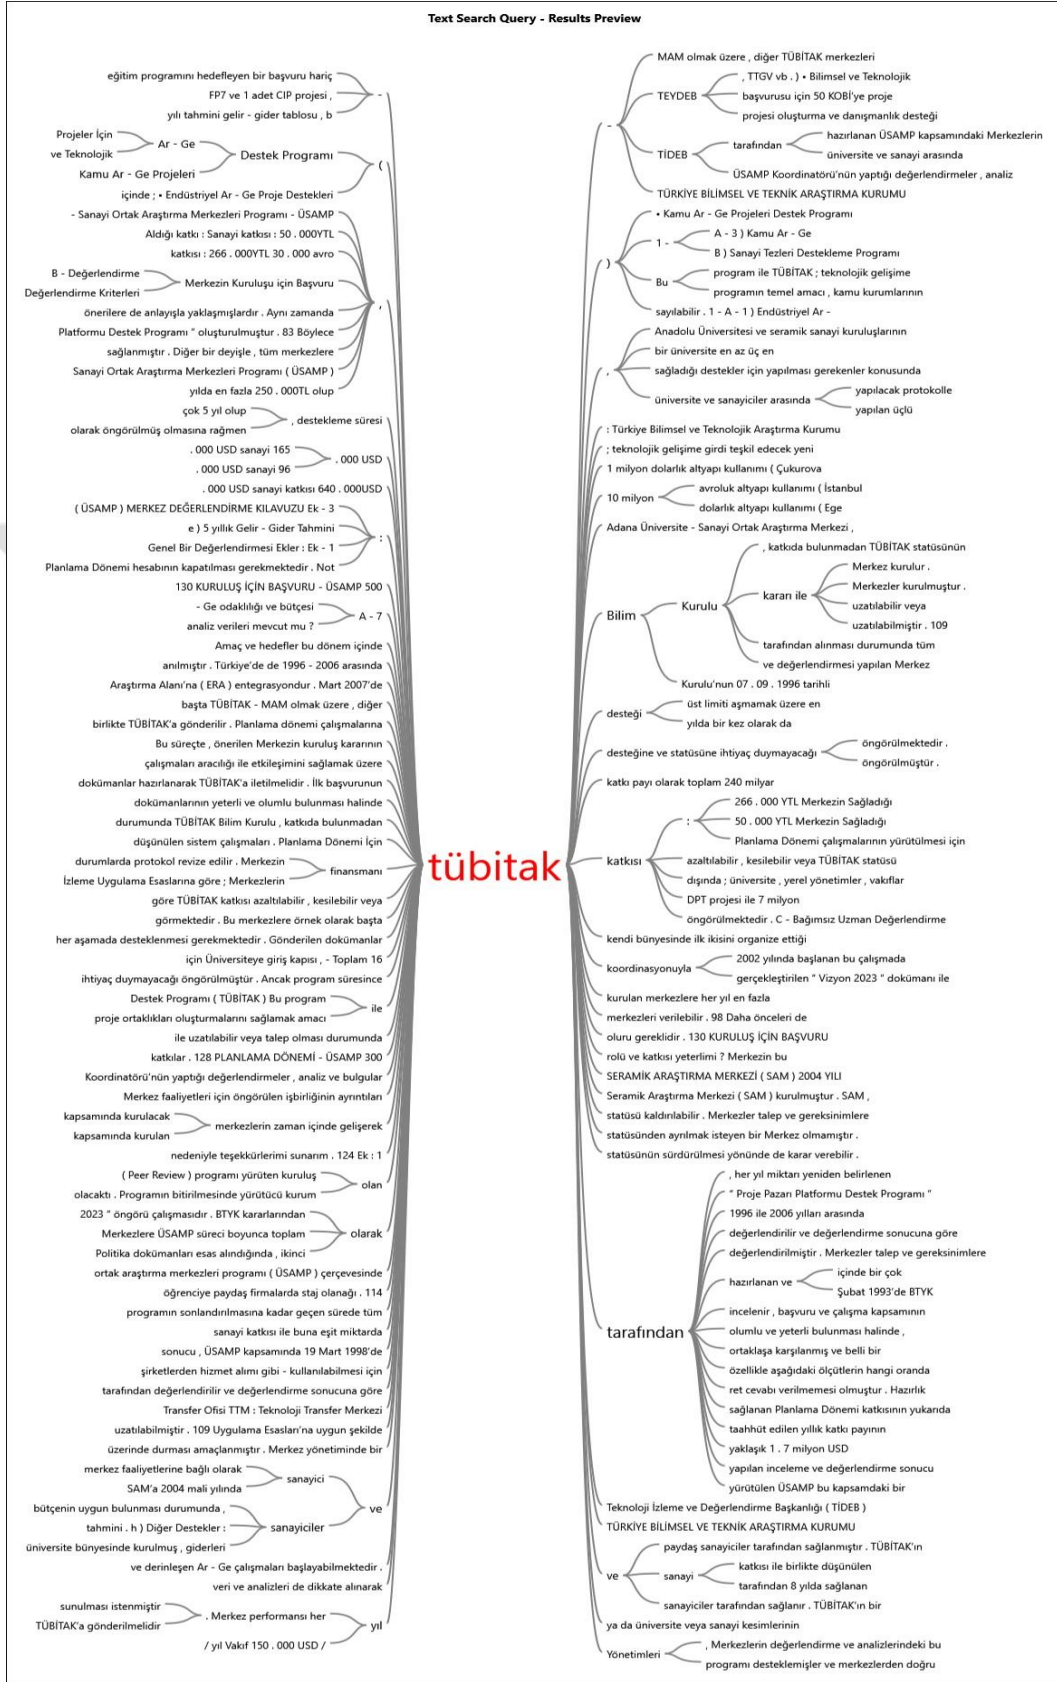 Text Search Query - Results Preview
eğitim programını hedefleyen bir başvuru hariç
FP7 ve 1 adet CIP projesi ,
yılı tahmini gelir - gider tablosu , b
-
Projeler İçin
ve Teknolojik
Ar - Ge
Kamu Ar - Ge Projeleri
Destek Programı
içinde ; • Endüstriyel Ar - Ge Proje Destekleri
(
- Sanayi Ortak Araştırma Merkezleri Programı - ÜSAMP
Aldığı katkı : Sanayi katkısı : 50 . 000YTL
katkısı : 266 . 000YTL 30 . 000 avro
B - Değerlendirme
Değerlendirme Kriterleri
Merkezin Kuruluşu için Başvuru
önerilere de anlayışla yaklaşmışlardır . Aynı zamanda
Platformu Destek Programı " oluşturulmuştur . 83 Böylece
sağlanmıştır . Diğer bir deyişle , tüm merkezlere
Sanayi Ortak Araştırma Merkezleri Programı ( ÜSAMP )
yılda en fazla 250 . 000TL olup
,
çok 5 yıl olup
olarak öngörülmüş olmasına rağmen
, destekleme süresi
. 000 USD sanayi 165
. 000 USD sanayi 96
. 000 USD
. 000 USD sanayi katkısı 640 . 000USD
( ÜSAMP ) MERKEZ DEĞERLENDİRME KILAVUZU Ek - 3
e ) 5 yıllık Gelir - Gider Tahmini
Genel Bir Değerlendirmesi Ekler : Ek - 1
Planlama Dönemi hesabının kapatılması gerekmektedir . Not
:
130 KURULUŞ İÇİN BAŞVURU - ÜSAMP 500
- Ge odaklılığı ve bütçesi
analiz verileri mevcut mu ?
A - 7
Amaç ve hedefler bu dönem içinde
anılmıştır . Türkiye'de de 1996 - 2006 arasında
Araştırma Alanı'na ( ERA ) entegrasyondur . Mart 2007'de
başta TÜBİTAK - MAM olmak üzere , diğer
birlikte TÜBİTAK'a gönderilir . Planlama dönemi çalışmalarına
Bu süreçte , önerilen Merkezin kuruluş kararının
çalışmaları aracılığı ile etkileşimini sağlamak üzere
dokümanlar hazırlanarak TÜBİTAK'a iletilmelidir . İlk başvurunun
dokümanlarının yeterli ve olumlu bulunması halinde
durumunda TÜBİTAK Bilim Kurulu , katkıda bulunmadan
düşünülen sistem çalışmaları . Planlama Dönemi İçin
durumlarda protokol revize edilir . Merkezin
İzleme Uygulama Esaslarına göre ; Merkezlerin
finansmanı
göre TÜBİTAK katkısı azaltılabilir , kesilebilir veya
görmektedir . Bu merkezlere örnek olarak başta
her aşamada desteklenmesi gerekmektedir . Gönderilen dokümanlar
için Üniversiteye giriş kapısı , - Toplam 16
ihtiyaç duymayacağı öngörülmüştür . Ancak program süresince
Destek Programı ( TÜBİTAK ) Bu program
proje ortaklıkları oluşturmalarını sağlamak amacı
ile
ile uzatılabilir veya talep olması durumunda
katkılar . 128 PLANLAMA DÖNEMİ - ÜSAMP 300
Koordinatörü'nün yaptığı değerlendirmeler , analiz ve bulgular
Merkez faaliyetleri için öngörülen işbirliğinin ayrıntıları
kapsamında kurulacak
kapsamında kurulan
merkezlerin zaman içinde gelişerek
nedeniyle teşekkürlerimi sunarım . 124 Ek : 1
( Peer Review ) programı yürüten kuruluş
olacaktı . Programın bitirilmesinde yürütücü kurum
olan
2023 " öngörü çalışmasıdır . BTYK kararlarından
Merkezlere ÜSAMP süreci boyunca toplam
Politika dokümanları esas alındığında , ikinci
olarak
ortak araştırma merkezleri programı ( ÜSAMP ) çerçevesinde
öğrenciye paydaş firmalarda staj olanağı . 114
programın sonlandırılmasına kadar geçen sürede tüm
sanayi katkısı ile buna eşit miktarda
sonucu , ÜSAMP kapsamında 19 Mart 1998'de
şirketlerden hizmet alımı gibi - kullanılabilmesi için
tarafından değerlendirilir ve değerlendirme sonucuna göre
Transfer Ofisi TTM : Teknoloji Transfer Merkezi
uzatılabilmiştir . 109 Uygulama Esasları'na uygun şekilde
üzerinde durması amaçlanmıştır . Merkez yönetiminde bir
merkez faaliyetlerine bağlı olarak
SAM'a 2004 mali yılında
sanayici
bütçenin uygun bulunması durumunda ,
tahmini . h ) Diğer Destekler :
üniversite bünyesinde kurulmuş , giderleri
sanayiciler
ve
ve derinleşen Ar - Ge çalışmaları başlayabilmektedir .
veri ve analizleri de dikkate alınarak
sunulması istenmiştir
TÜBİTAK'a gönderilmelidir
. Merkez performansı her
/ yıl Vakıf 150 . 000 USD /
yıl
tübitak
-
MAM olmak üzere , diğer TÜBİTAK merkezleri
TEYDEB
, TTGV vb . ) • Bilimsel ve Teknolojik
başvurusu için 50 KOBİ'ye proje
projesi oluşturma ve danışmanlık desteği
TİDEB
tarafından
hazırlanan ÜSAMP kapsamındaki Merkezlerin
üniversite ve sanayi arasında
ÜSAMP Koordinatörü'nün yaptığı değerlendirmeler , analiz
TÜRKİYE BİLİMSEL VE TEKNİK ARAŞTIRMA KURUMU
)
• Kamu Ar - Ge Projeleri Destek Programı
1 -
A - 3 ) Kamu Ar - Ge
B ) Sanayi Tezleri Destekleme Programı
Bu
program ile TÜBİTAK ; teknolojik gelişime
programın temel amacı , kamu kurumlarının
sayılabilir . 1 - A - 1 ) Endüstriyel Ar -
,
Anadolu Üniversitesi ve seramik sanayi kuruluşlarının
bir üniversite en az üç en
sağladığı destekler için yapılması gerekenler konusunda
üniversite ve sanayiciler arasında
yapılacak protokolle
yapılan üçlü
: Türkiye Bilimsel ve Teknolojik Araştırma Kurumu
; teknolojik gelişime girdi teşkil edecek yeni
1 milyon dolarlık altyapı kullanımı ( Çukurova
10 milyon
avroluk altyapı kullanımı ( İstanbul
dolarlık altyapı kullanımı ( Ege
Adana Üniversite - Sanayi Ortak Araştırma Merkezi ,
Bilim
Kurulu
, katkıda bulunmadan TÜBİTAK statüsünün
kararı ile
Merkez kurulur .
Merkezler kurulmuştur .
uzatılabilir veya
uzatılabilmiştir . 109
tarafından alınması durumunda tüm
ve değerlendirmesi yapılan Merkez
Kurulu'nun 07 . 09 . 1996 tarihli
desteği
üst limiti aşmamak üzere en
yılda bir kez olarak da
desteğine ve statüsüne ihtiyaç duymayacağı
öngörülmektedir .
öngörülmüştür .
katkı payı olarak toplam 240 milyar
katkısı
:
266 . 000 YTL Merkezin Sağladığı
50 . 000 YTL Merkezin Sağladığı
Planlama Dönemi çalışmalarının yürütülmesi için
azaltılabilir , kesilebilir veya TÜBİTAK statüsü
dışında ; üniversite , yerel yönetimler , vakıflar
DPT projesi ile 7 milyon
öngörülmektedir . C - Bağımsız Uzman Değerlendirme
kendi bünyesinde ilk ikisini organize ettiği
koordinasyonuyla
2002 yılında başlanan bu çalışmada
gerçekleştirilen " Vizyon 2023 " dokümanı ile
kurulan merkezlere her yıl en fazla
merkezleri verilebilir . 98 Daha önceleri de
oluru gereklidir . 130 KURULUŞ İÇİN BAŞVURU
rolü ve katkısı yeterlimi ? Merkezin bu
SERAMİK ARAŞTIRMA MERKEZİ ( SAM ) 2004 YILI
Seramik Araştırma Merkezi ( SAM ) kurulmuştur . SAM ,
statüsü kaldırılabilir . Merkezler talep ve gereksinimlere
statüsünden ayrılmak isteyen bir Merkez olmamıştır .
statüsünün sürdürülmesi yönünde de karar verebilir .
tarafından
, her yıl miktarı yeniden belirlenen
" Proje Pazarı Platformu Destek Programı "
1996 ile 2006 yılları arasında
değerlendirilir ve değerlendirme sonucuna göre
değerlendirilmiştir . Merkezler talep ve gereksinimlere
hazırlanan ve
içinde bir çok
Şubat 1993'de BTYK
incelenir , başvuru ve çalışma kapsamının
olumlu ve yeterli bulunması halinde ,
ortaklaşa karşılanmış ve belli bir
özellikle aşağıdaki ölçütlerin hangi oranda
ret cevabı verilmemesi olmuştur . Hazırlık
sağlanan Planlama Dönemi katkısının yukarıda
taahhüt edilen yıllık katkı payının
yaklaşık 1 . 7 milyon USD
yapılan inceleme ve değerlendirme sonucu
yürütülen ÜSAMP bu kapsamdaki bir
Teknoloji İzleme ve Değerlendirme Başkanlığı ( TİDEB )
TÜRKİYE BİLİMSEL VE TEKNİK ARAŞTIRMA KURUMU
ve
paydaş sanayiciler tarafından sağlanmıştır . TÜBİTAK'ın
sanayi
katkısı ile birlikte düşünülen
tarafından 8 yılda sağlanan
sanayiciler tarafından sağlanır . TÜBİTAK'ın bir
ya da üniversite veya sanayi kesimlerinin
Yönetimleri
, Merkezlerin değerlendirme ve analizlerindeki bu
programı desteklemişler ve merkezlerden doğru